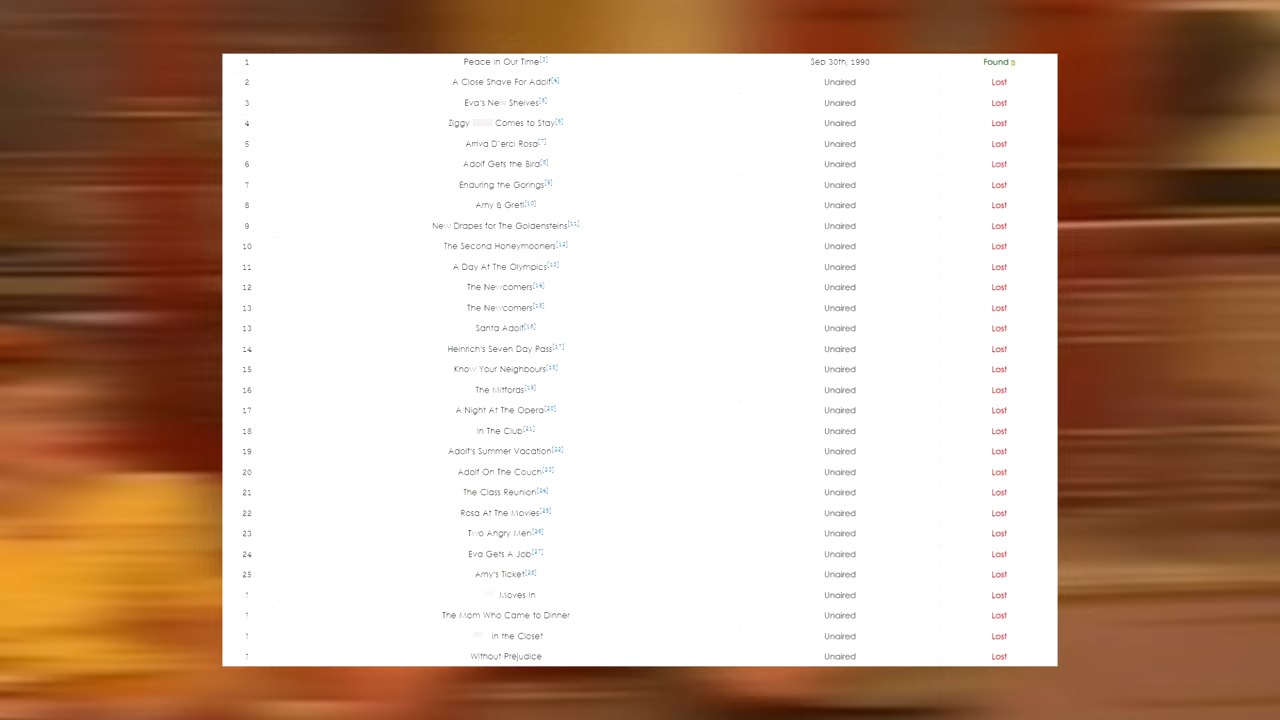 1 Peace In Our Time[3] Sep 30th, 1990 Found
2 A Close Shave For Adolf[4] Unaired Lost
3 Eva's New Shelves[5] Unaired Lost
4 Ziggy Comes to Stay[6] Unaired Lost
5 Arriva D'erci Rosa[7] Unaired Lost
6 Adolf Gets the Bird[8] Unaired Lost
7 Enduring the Gorings[9] Unaired Lost
8 Arny & Gretl[10] Unaired Lost
9 New Drapes for The Goldensteins[11] Unaired Lost
10 The Second Honeymooners[12] Unaired Lost
11 A Day At The Olympics[13] Unaired Lost
12 The Newcomers[14] Unaired Lost
13 The Newcomers[15] Unaired Lost
13 Santa Adolf[16] Unaired Lost
14 Heinrich's Seven Day Pass[17] Unaired Lost
15 Know Your Neighbours[18] Unaired Lost
16 The Mitfords[19] Unaired Lost
17 A Night At The Opera[20] Unaired Lost
18 In The Club[21] Unaired Lost
19 Adolf's Summer Vacation[22] Unaired Lost
20 Adolf On The Couch[23] Unaired Lost
21 The Class Reunion[24] Unaired Lost
22 Rosa At The Movies[25] Unaired Lost
23 Two Angry Men[26] Unaired Lost
24 Eva Gets A Job[27] Unaired Lost
25 Arny's Ticket[28] Unaired Lost
? Moves In Unaired Lost
? The Mom Who Came to Dinner Unaired Lost
? in the Closet Unaired Lost
? Without Prejudice Unaired Lost